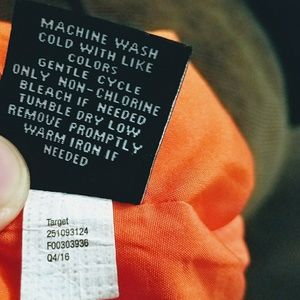 MACHINE WASH
COLD WITH LIKE
COLORS
GENTLE CYCLE
ONLY NON-CHLORINE
BLEACH IF NEEDED
TUMBLE DRY LOW
REMOVE PROMPTLY
WARM IRON IF
NEEDED
Target
251093124
F00303936
Q4/16